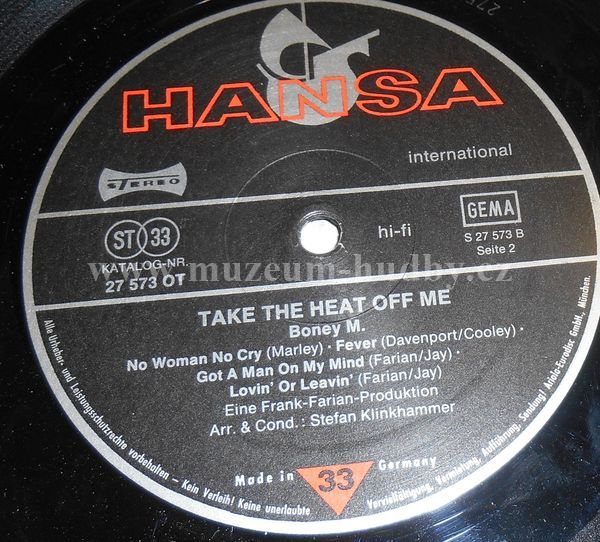 HANSA
international
STEREO
ST 33
hi-fi
GEMA
KATALOG-NR.
27 573 OT
S 27 573 B
Seite 2
www.muzeum-hudby.cz
TAKE THE HEAT OFF ME
Boney M.
No Woman No Cry (Marley) · Fever (Davenport/Cooley) ·
Got A Man On My Mind (Farian/Jay) ·
Lovin' Or Leavin' (Farian/Jay)
Eine Frank-Farian-Produktion
Arr. & Cond.: Stefan Klinkhammer
Made in 33 Germany
Alle Urheber- und Leistungsschutzrechte vorbehalten – Kein Verleih! Keine unerlaubte Vervielfältigung, Vermietung, Aufführung, Sendung! Ariola-Eurodisc GmbH., München.